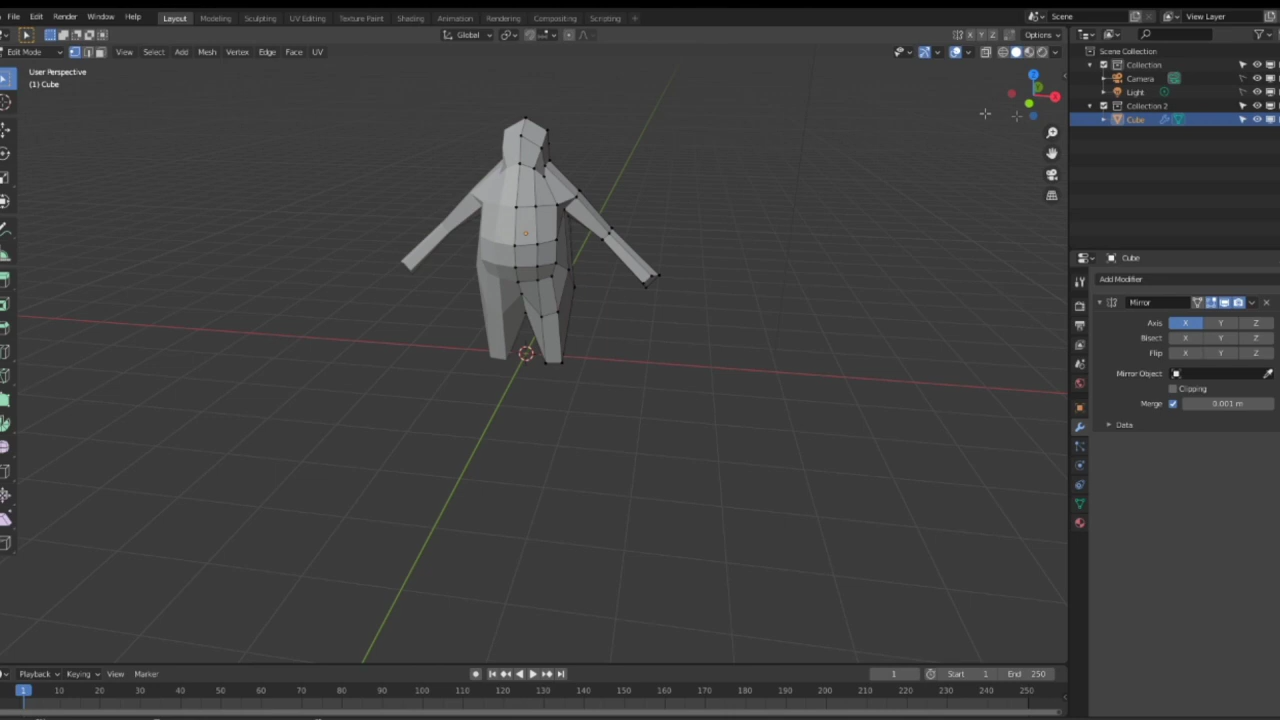 File Edit Render Window Help Layout Modeling Sculpting UV Editing Texture Paint Shading Animation Rendering Compositing Scripting + Scene View Layer
Global Options
X Y Z
Edit Mode View Select Add Mesh Vertex Edge Face UV
User Perspective
(1) Cube
Z
X
Y
Scene Collection
Collection
Camera
Light
Collection 2
Cube
Cube
Add Modifier
Mirror
Axis X Y Z
Bisect X Y Z
Flip X Y Z
Mirror Object
Clipping
Merge 0.001 m
Data
Playback Keying View Marker 1 Start 1 End 250
1 10 20 30 40 50 60 70 80 90 100 110 120 130 140 150 160 170 180 190 200 210 220 230 240 250